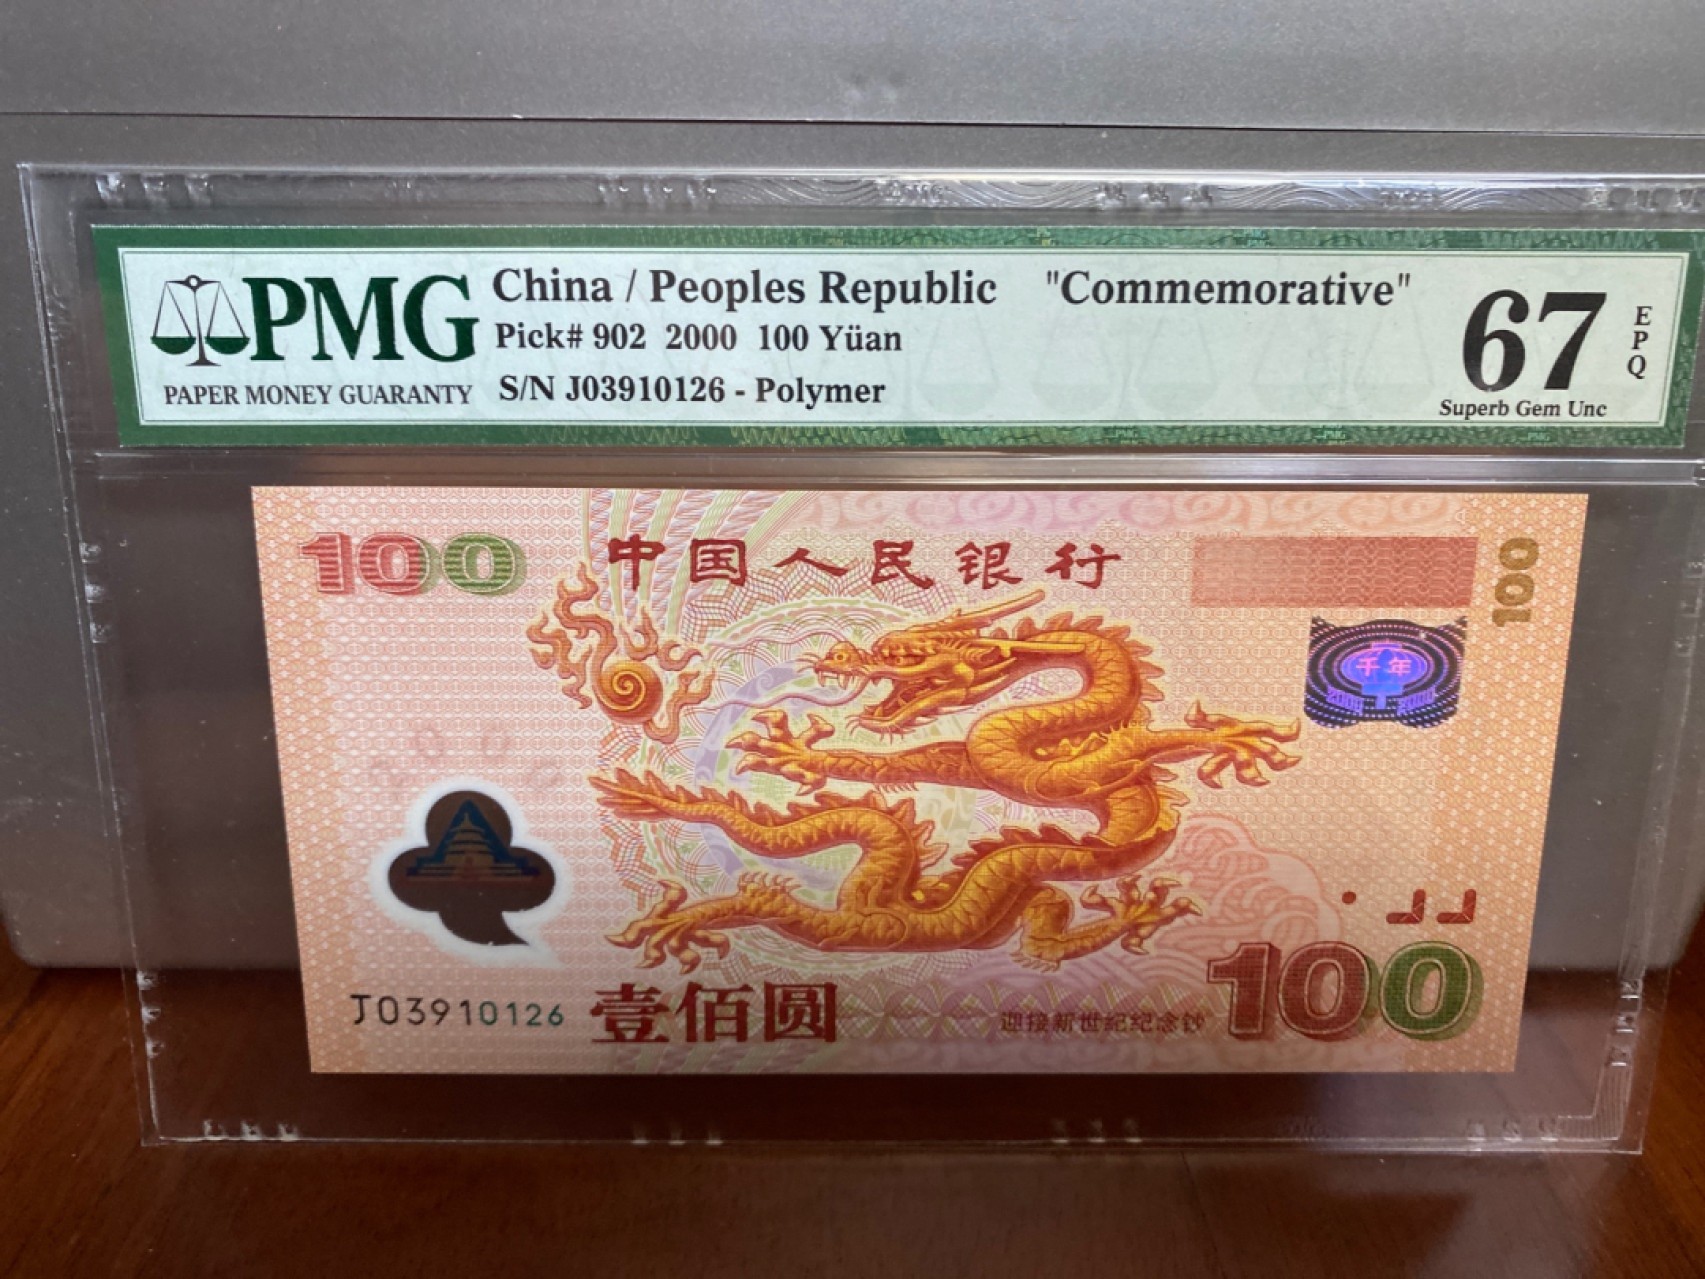 PMG
PAPER MONEY GUARANTY
China / Peoples Republic "Commemorative"
Pick# 902 2000 100 Yüan
S/N J03910126 - Polymer
67
EPQ
Superb Gem Unc
100
中国人民银行
100
千年
2000 2000
J03910126
壹佰圆
迎接新世纪纪念钞
100